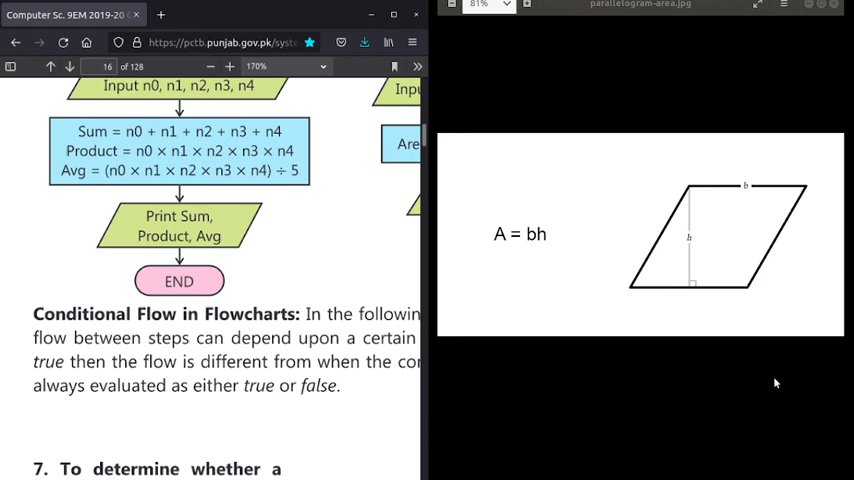 Computer Sc. 9EM 2019-20
https://pctb.punjab.gov.pk/syste
16 of 128
170%
Input n0, n1, n2, n3, n4
Sum = n0 + n1 + n2 + n3 + n4
Product = n0 × n1 × n2 × n3 × n4
Avg = (n0 × n1 × n2 × n3 × n4) ÷ 5
Print Sum,
Product, Avg
END
Inpu
Are
Conditional Flow in Flowcharts: In the followin
flow between steps can depend upon a certain
true then the flow is different from when the con
always evaluated as either true or false.
7. To determine whether a
81%
parallelogram-area.jpg
A = bh
b
h